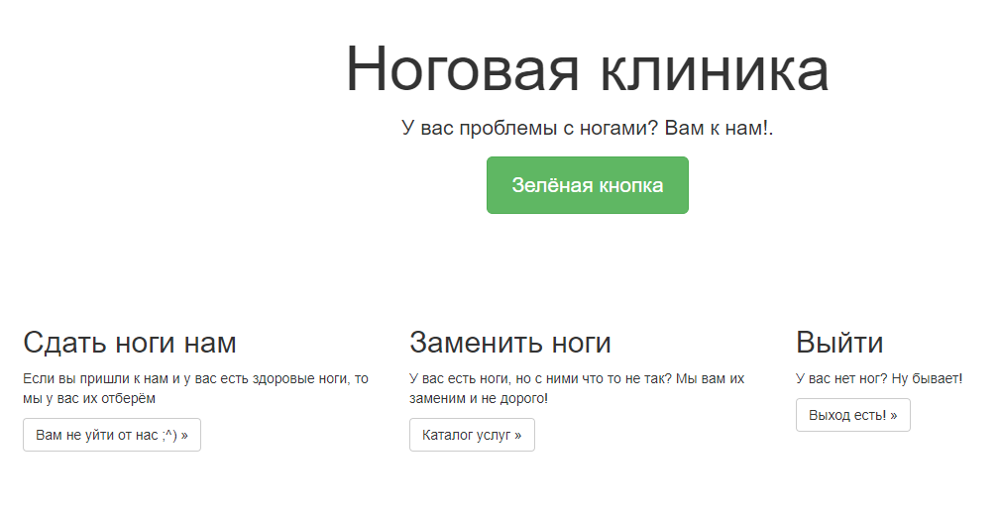 Ноговая клиника
У вас проблемы с ногами? Вам к нам!.
Зелёная кнопка
Сдать ноги нам
Если вы пришли к нам и у вас есть здоровые ноги, то
мы у вас их отберём
Вам не уйти от нас ;^) »
Заменить ноги
У вас есть ноги, но с ними что то не так? Мы вам их
заменим и не дорого!
Каталог услуг »
Выйти
У вас нет ног? Ну бывает!
Выход есть! »